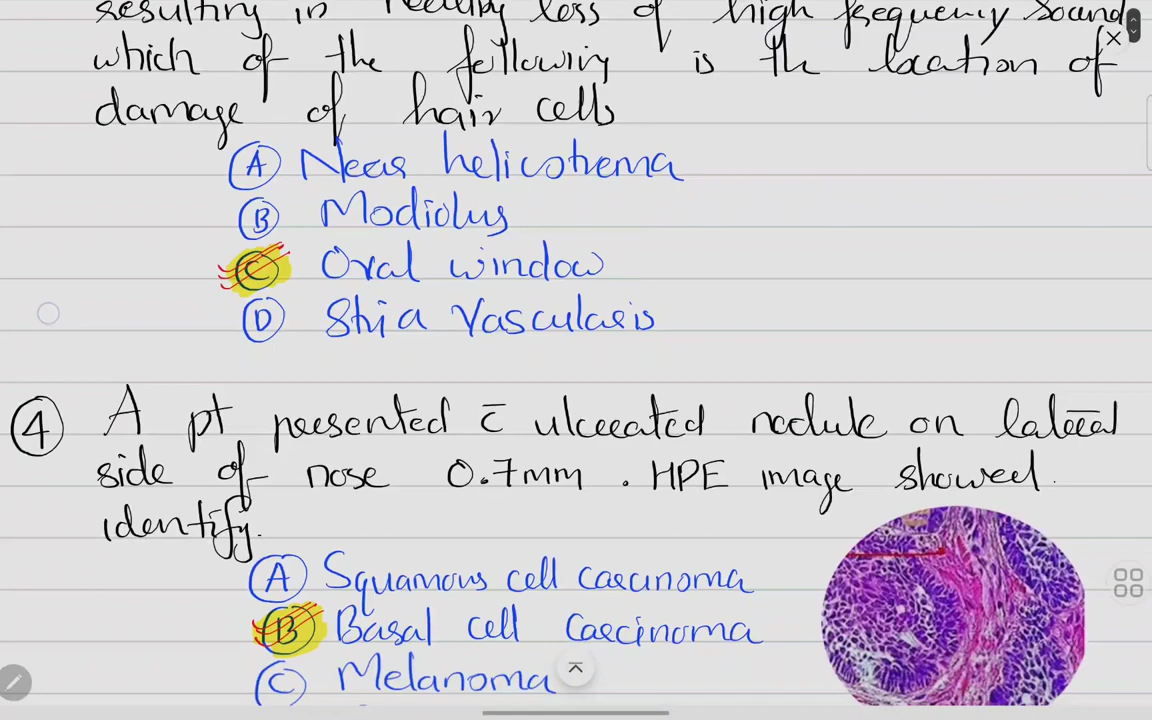 resulting in hearing loss of high frequency sound
which of the following is the location of
damage of hair cells
A Near helicotrema
B Modiolus
C Oval window
D Stria Vascularis
4 A pt presented c̄ ulcerated nodule on lateral
side of nose 0.7mm. HPE image showed.
identify.
A Squamous cell carcinoma
B Basal cell Carcinoma
C Melanoma